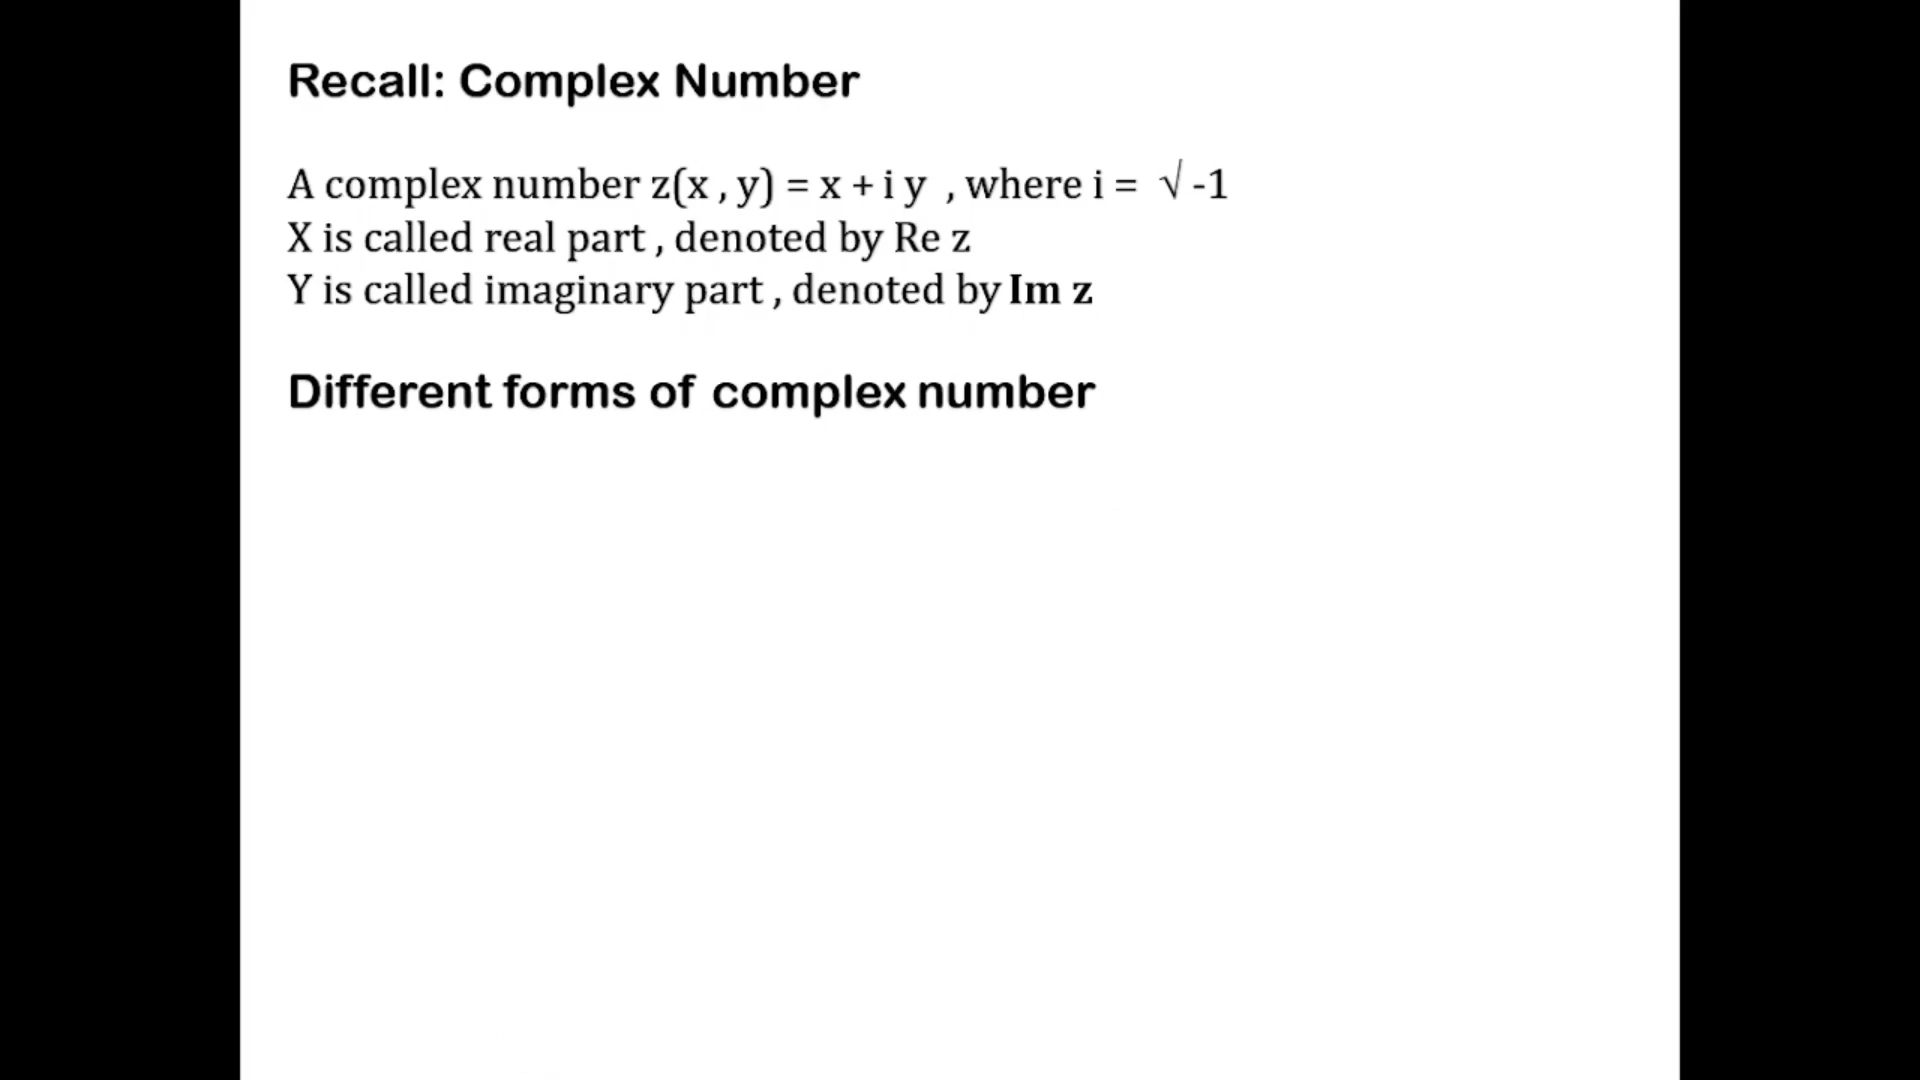 Recall: Complex Number
A complex number z(x , y) = x + i y , where i = √ -1
X is called real part , denoted by Re z
Y is called imaginary part , denoted by Im z
Different forms of complex number